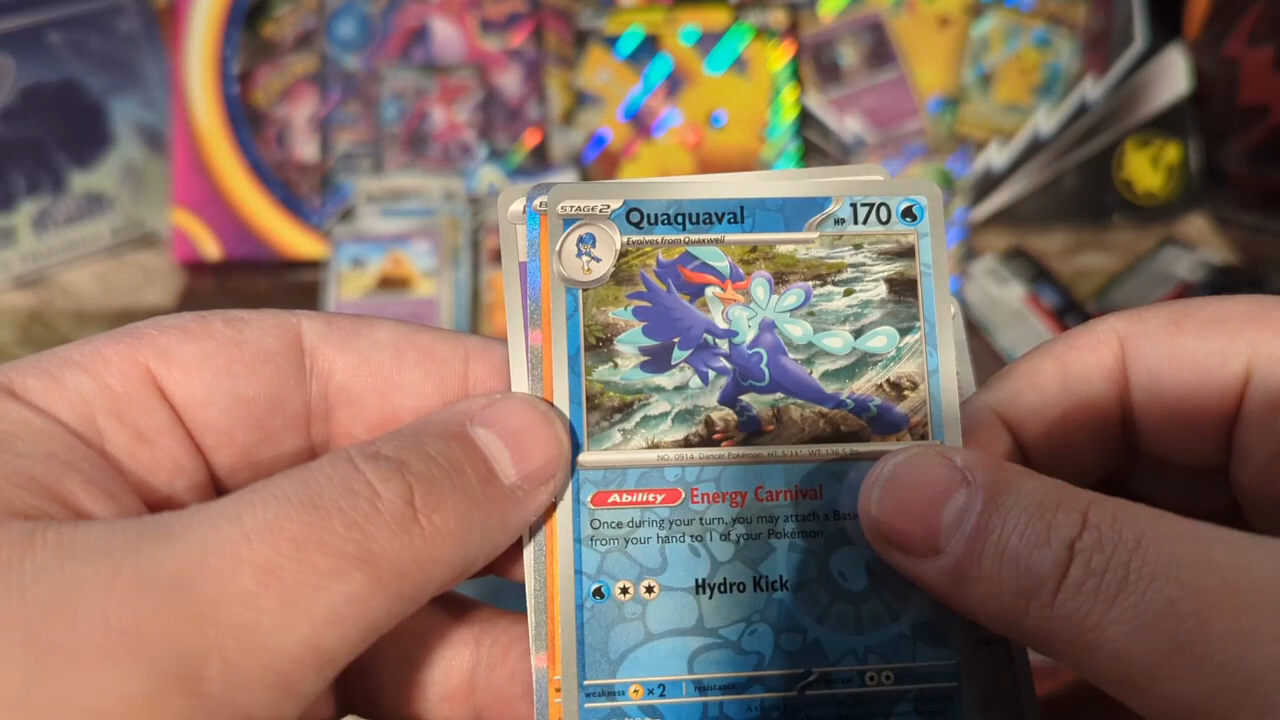 STAGE2 Quaquaval HP 170
Evolves from Quaxwell
NO. 0914 Dancer Pokémon HT: 5'11" WT: 136.5 lbs.
Ability Energy Carnival
Once during your turn, you may attach a Basic
from your hand to 1 of your Pokémon.
Hydro Kick
weakness ×2 resistance retreat